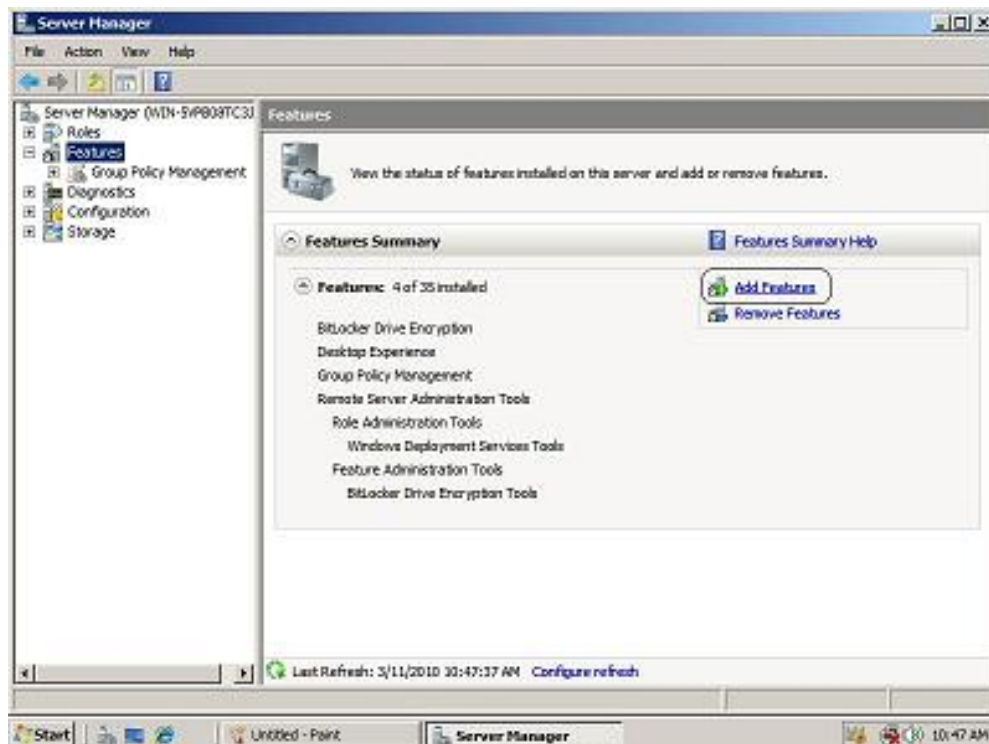 Server Manager
File Action View Help
Server Manager (WIN-5VP809TC3J
Roles
Features
Group Policy Management
Diagnostics
Configuration
Storage
Features
View the status of features installed on this server and add or remove features.
Features Summary
Features Summary Help
Features: 4 of 35 installed
Add Features
Remove Features
BitLocker Drive Encryption
Desktop Experience
Group Policy Management
Remote Server Administration Tools
Role Administration Tools
Windows Deployment Services Tools
Feature Administration Tools
BitLocker Drive Encryption Tools
Last Refresh: 3/11/2010 10:47:37 AM Configure refresh
Start
Untitled - Paint
Server Manager
10:47 AM